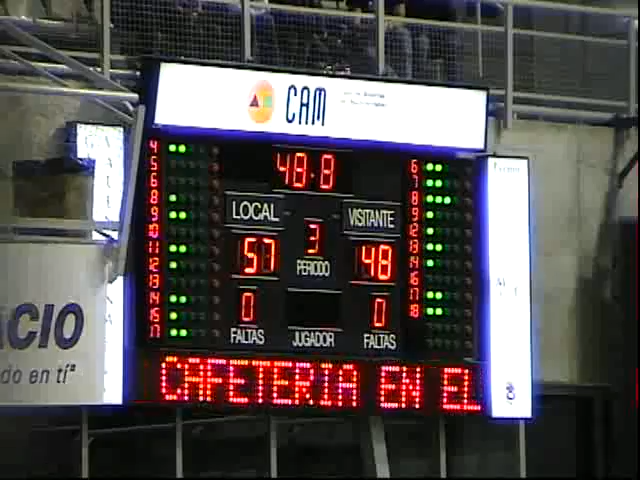 CAM
48.8
LOCAL
VISITANTE
57
3
48
PERIODO
0
0
FALTAS
JUGADOR
FALTAS
4
5
6
8
9
10
11
12
13
14
15
17
6
7
8
9
12
13
14
16
17
18
ACIO
do en tíª
CAFETERIA EN EL